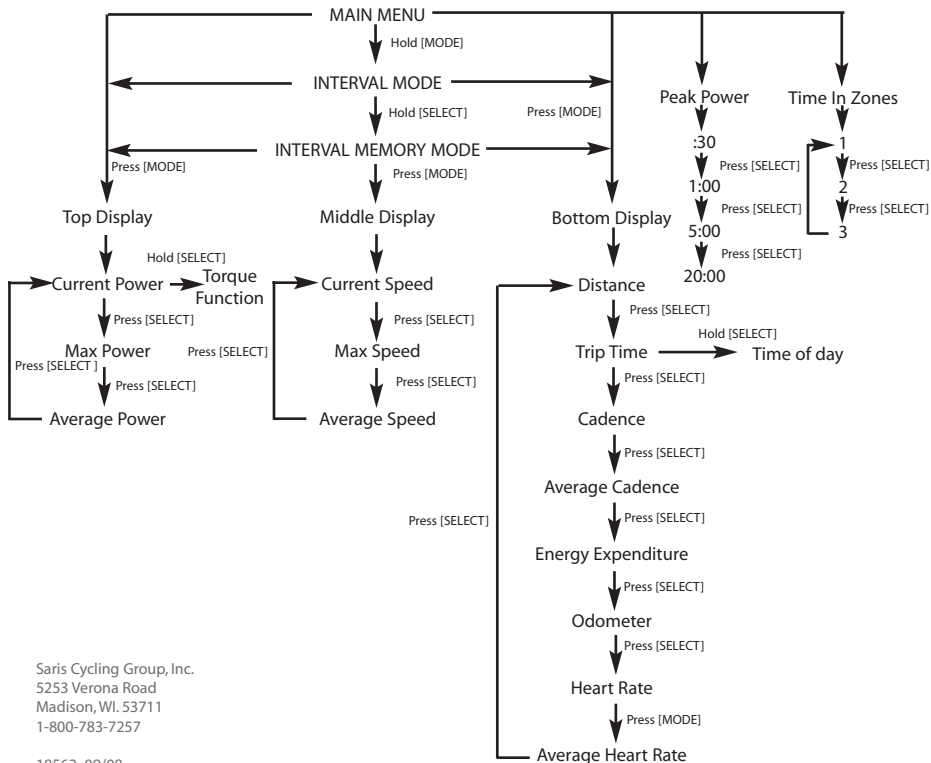 MAIN MENU
Hold [MODE]
INTERVAL MODE
Hold [SELECT]
Press [MODE]
Peak Power
Time In Zones
INTERVAL MEMORY MODE
Press [MODE]
Press [MODE]
:30
Press [SELECT]
1:00
Press [SELECT]
5:00
Press [SELECT]
20:00
1
Press [SELECT]
2
Press [SELECT]
3
Top Display
Hold [SELECT]
Current Power
Torque
Function
Press [SELECT]
Max Power
Press [SELECT ]
Press [SELECT]
Average Power
Middle Display
Current Speed
Press [SELECT]
Max Speed
Press [SELECT]
Press [SELECT]
Average Speed
Bottom Display
Distance
Press [SELECT]
Trip Time
Hold [SELECT]
Time of day
Press [SELECT]
Cadence
Press [SELECT]
Average Cadence
Press [SELECT]
Press [SELECT]
Energy Expenditure
Press [SELECT]
Odometer
Press [SELECT]
Heart Rate
Press [MODE]
Average Heart Rate
Saris Cycling Group, Inc.
5253 Verona Road
Madison, WI. 53711
1-800-783-7257